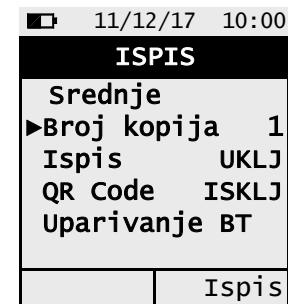 11/12/17 10:00
ISPIS
Srednje
►Broj kopija 1
Ispis UKLJ
QR Code ISKLJ
Uparivanje BT
Ispis